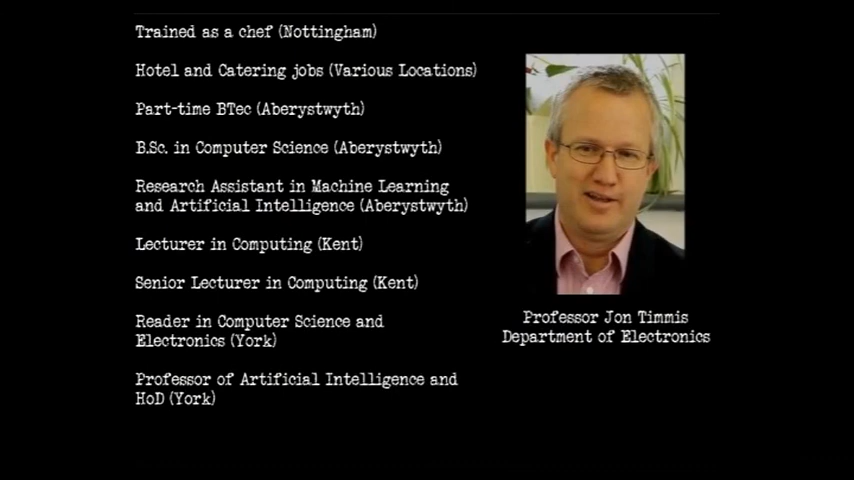 Trained as a chef (Nottingham)
Hotel and Catering jobs (Various Locations)
Part-time BTec (Aberystwyth)
B.Sc. in Computer Science (Aberystwyth)
Research Assistant in Machine Learning
and Artificial Intelligence (Aberystwyth)
Lecturer in Computing (Kent)
Senior Lecturer in Computing (Kent)
Reader in Computer Science and
Electronics (York)
Professor of Artificial Intelligence and
HoD (York)
Professor Jon Timmis
Department of Electronics